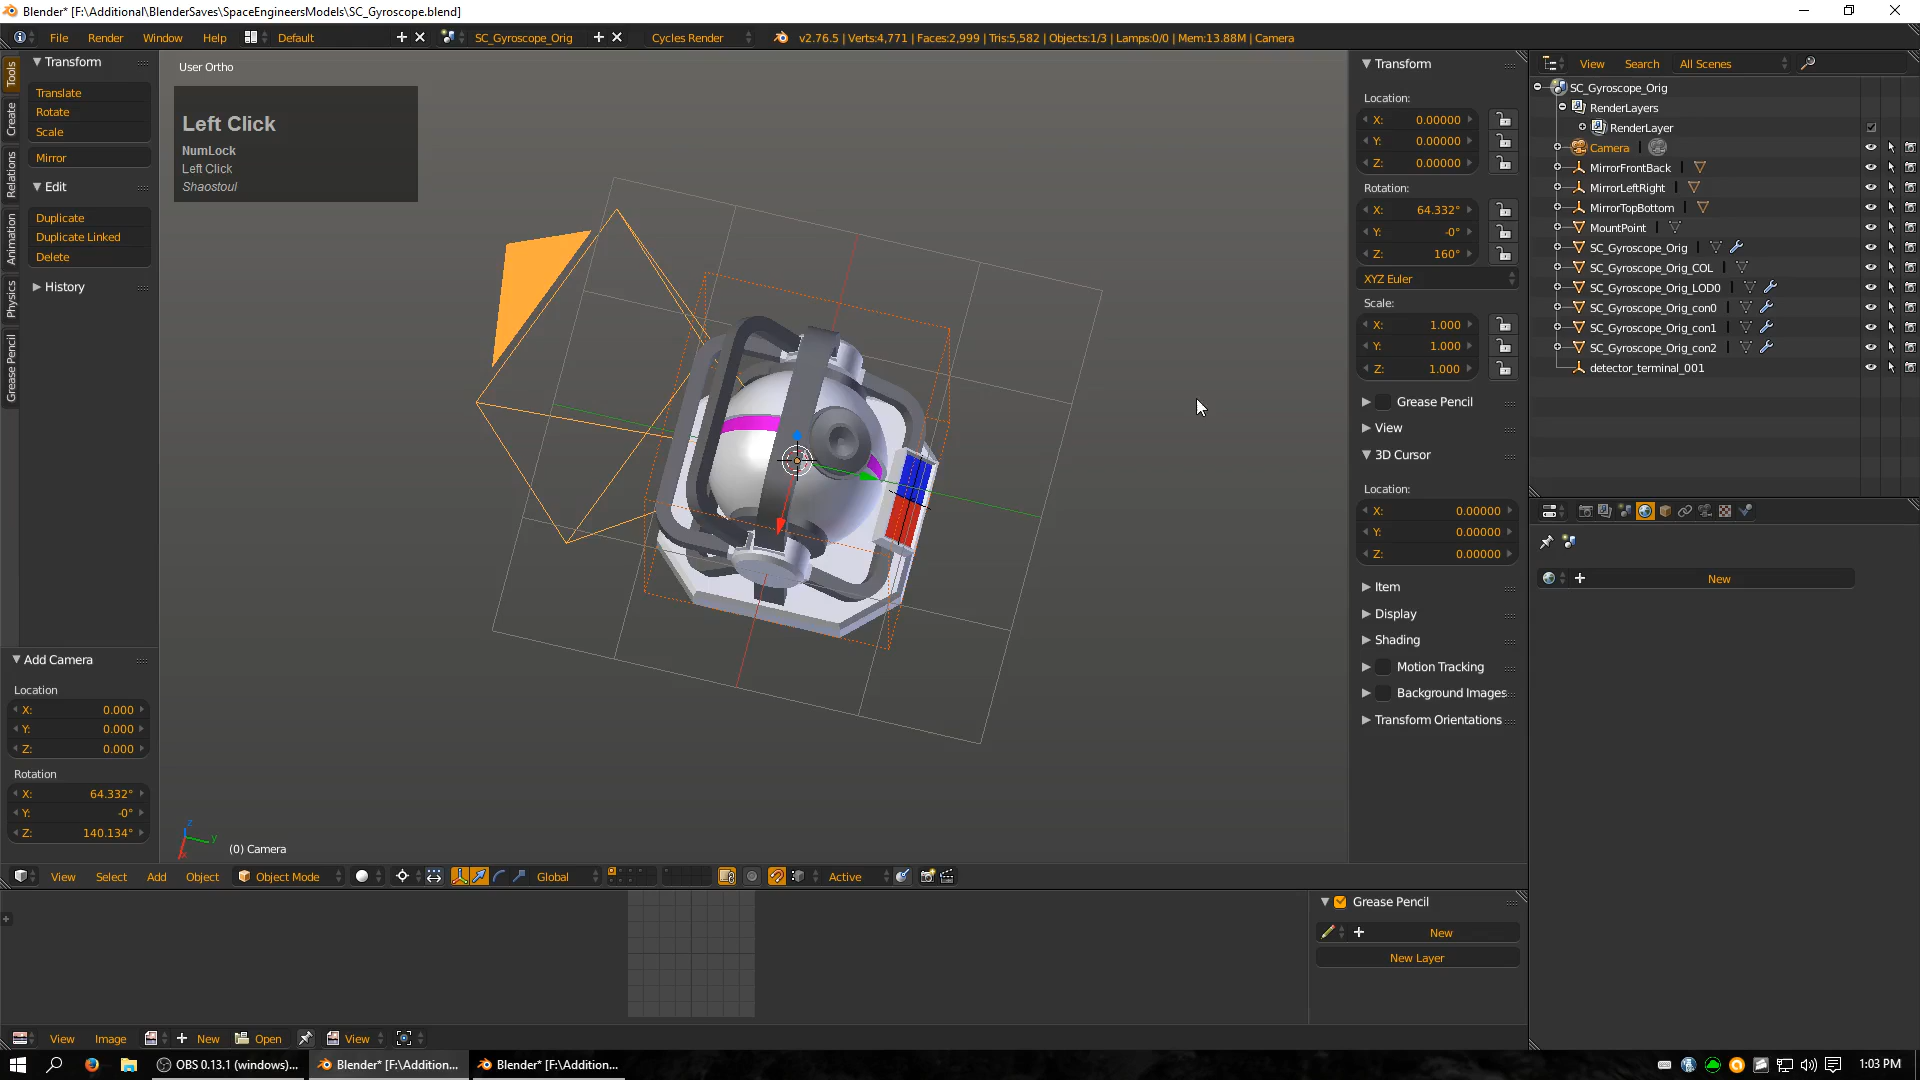 Blender* [F:\Additional\BlenderSaves\SpaceEngineersModels\SC_Gyroscope.blend]
File Render Window Help Default SC_Gyroscope_Orig Cycles Render v2.76.5 | Verts:4,771 | Faces:2,999 | Tris:5,582 | Objects:1/3 | Lamps:0/0 | Mem:13.88M | Camera
Tools
Create
Relations
Animation
Physics
Grease Pencil
Transform
Translate
Rotate
Scale
Mirror
Edit
Duplicate
Duplicate Linked
Delete
History
Add Camera
Location
X: 0.000
Y: 0.000
Z: 0.000
Rotation
X: 64.332°
Y: -0°
Z: 140.134°
User Ortho
Left Click
NumLock
Left Click
Shaostoul
z
y
x
(0) Camera
Transform
Location:
X: 0.00000
Y: 0.00000
Z: 0.00000
Rotation:
X: 64.332°
Y: -0°
Z: 160°
XYZ Euler
Scale:
X: 1.000
Y: 1.000
Z: 1.000
Grease Pencil
View
3D Cursor
Location:
X: 0.00000
Y: 0.00000
Z: 0.00000
Item
Display
Shading
Motion Tracking
Background Images
Transform Orientations
View Search All Scenes
SC_Gyroscope_Orig
RenderLayers
RenderLayer
Camera
MirrorFrontBack
MirrorLeftRight
MirrorTopBottom
MountPoint
SC_Gyroscope_Orig
SC_Gyroscope_Orig_COL
SC_Gyroscope_Orig_LOD0
SC_Gyroscope_Orig_con0
SC_Gyroscope_Orig_con1
SC_Gyroscope_Orig_con2
detector_terminal_001
New
View Select Add Object Object Mode Global Active
Grease Pencil
New
New Layer
View Image New Open View
OBS 0.13.1 (windows)... Blender* [F:\Addition... Blender* [F:\Addition... 1:03 PM